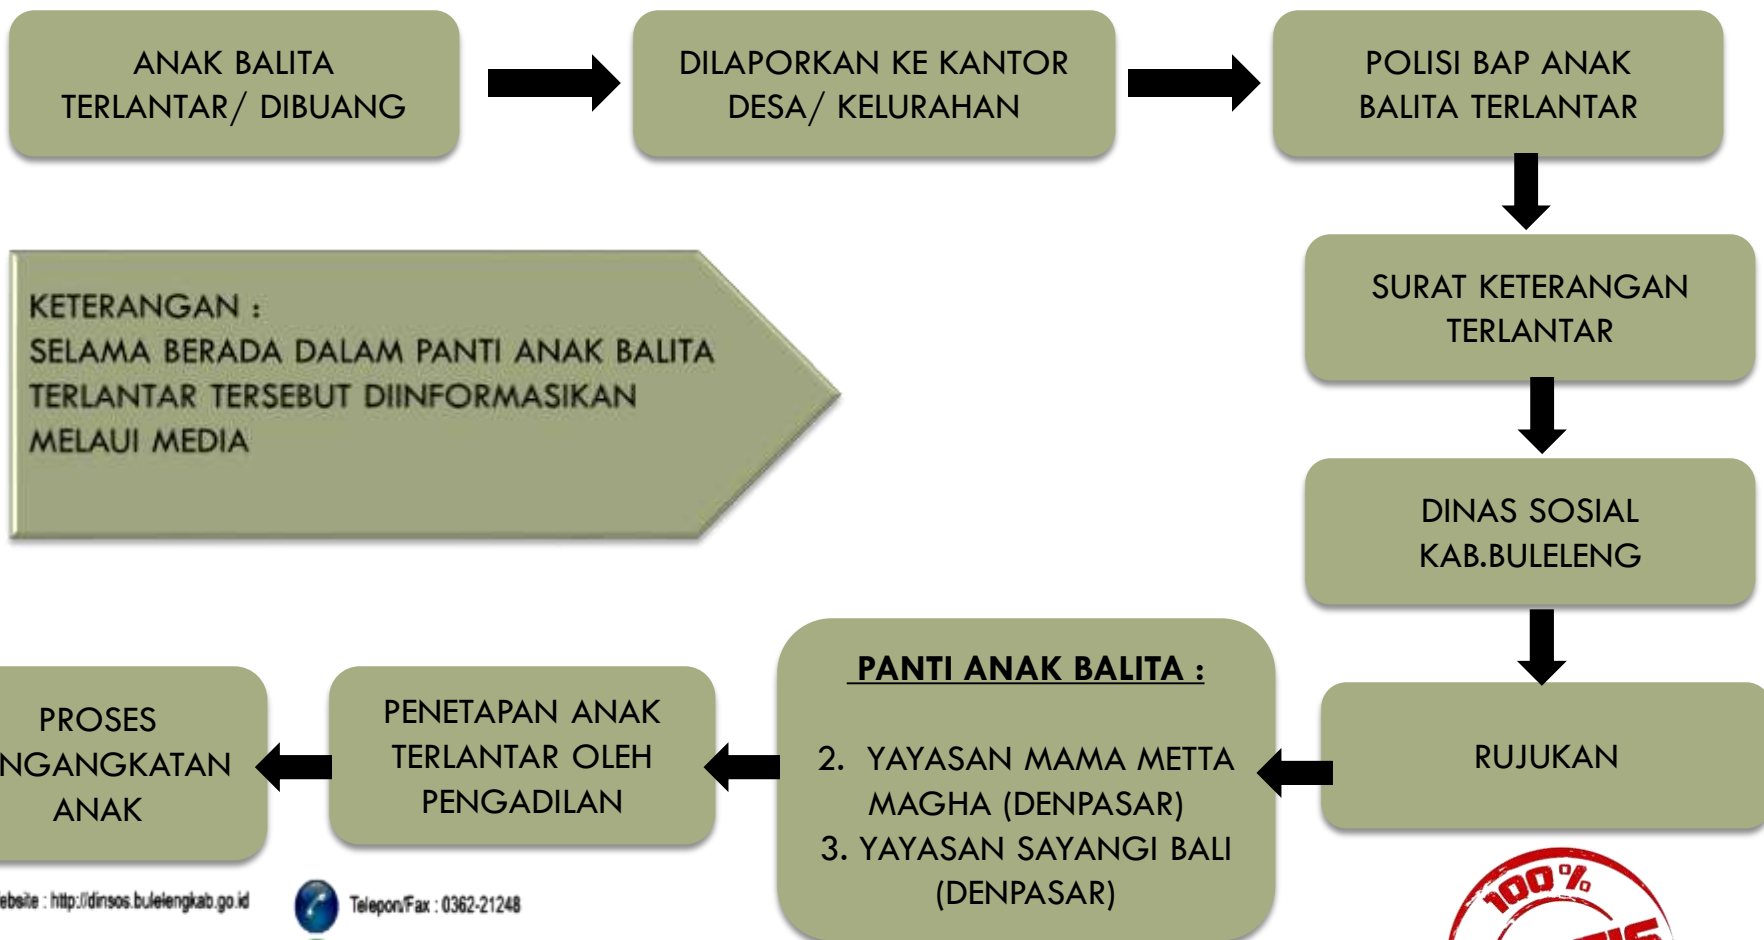 ANAK BALITA
TERLANTAR/ DIBUANG
DILAPORKAN KE KANTOR
DESA/ KELURAHAN
POLISI BAP ANAK
BALITA TERLANTAR
SURAT KETERANGAN
TERLANTAR
KETERANGAN :
SELAMA BERADA DALAM PANTI ANAK BALITA
TERLANTAR TERSEBUT DIINFORMASIKAN
MELAUI MEDIA
DINAS SOSIAL
KAB.BULELENG
RUJUKAN
PANTI ANAK BALITA :
2. YAYASAN MAMA METTA
MAGHA (DENPASAR)
3. YAYASAN SAYANGI BALI
(DENPASAR)
PENETAPAN ANAK
TERLANTAR OLEH
PENGADILAN
PROSES
NGANGKATAN
ANAK
ebsite : http://dinsos.bulelengkab.go.id
Telepon/Fax : 0362-21248
100%